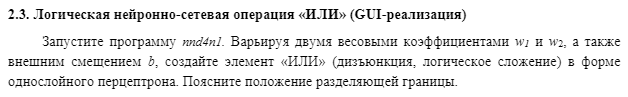 2.3. Логическая нейронно-сетевая операция «ИЛИ» (GUI-реализация)
Запустите программу nnd4n1. Варьируя двумя весовыми коэффициентами w1 и w2, а также
внешним смещением b, создайте элемент «ИЛИ» (дизъюнкция, логическое сложение) в форме
однослойного перцептрона. Поясните положение разделяющей границы.